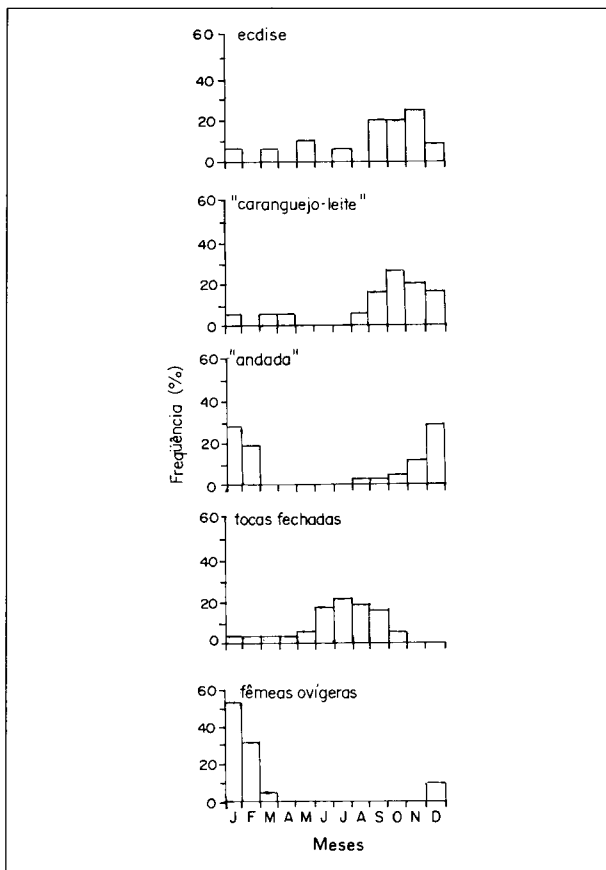 ecdise
60
40
20
0
"caranguejo-leite"
60
40
20
0
"andada"
60
40
20
0
Freqüência (%)
tocas fechadas
60
40
20
0
fêmeas ovígeras
60
40
20
0
J F M A M J J A S O N D
Meses